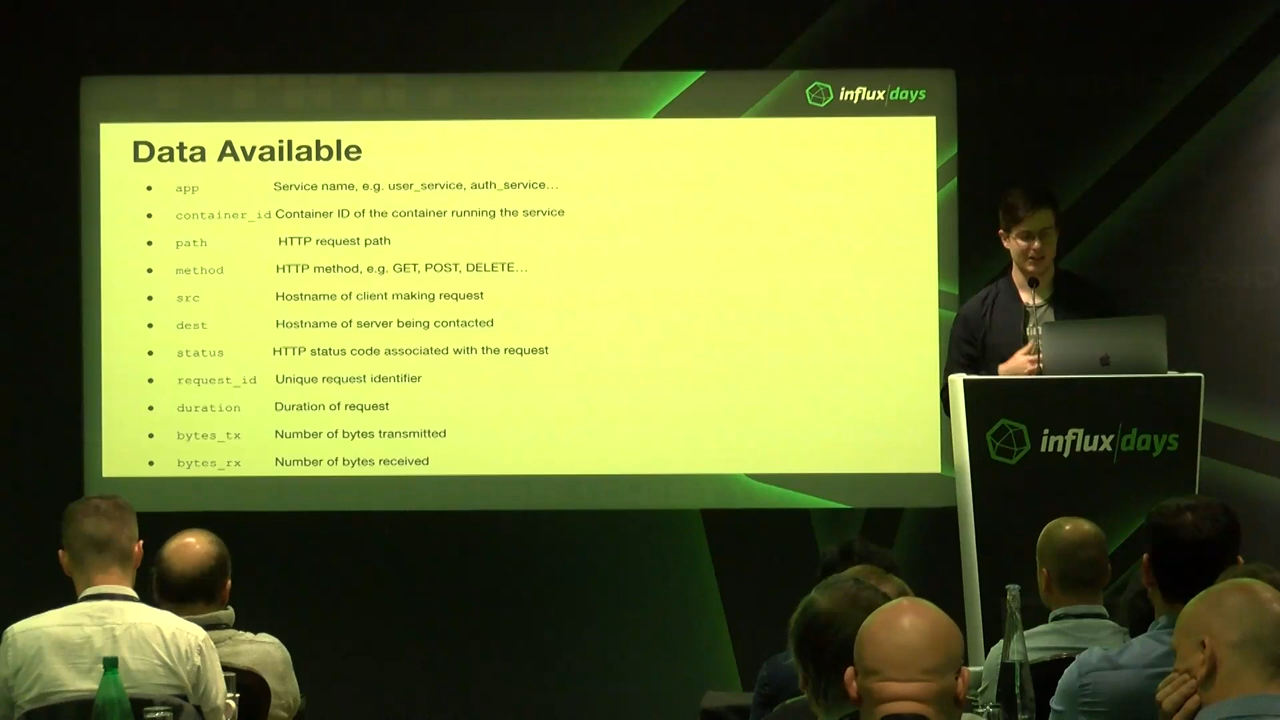 influx|days
Data Available
• app Service name, e.g. user_service, auth_service…
• container_id Container ID of the container running the service
• path HTTP request path
• method HTTP method, e.g. GET, POST, DELETE…
• src Hostname of client making request
• dest Hostname of server being contacted
• status HTTP status code associated with the request
• request_id Unique request identifier
• duration Duration of request
• bytes_tx Number of bytes transmitted
• bytes_rx Number of bytes received
influx|days